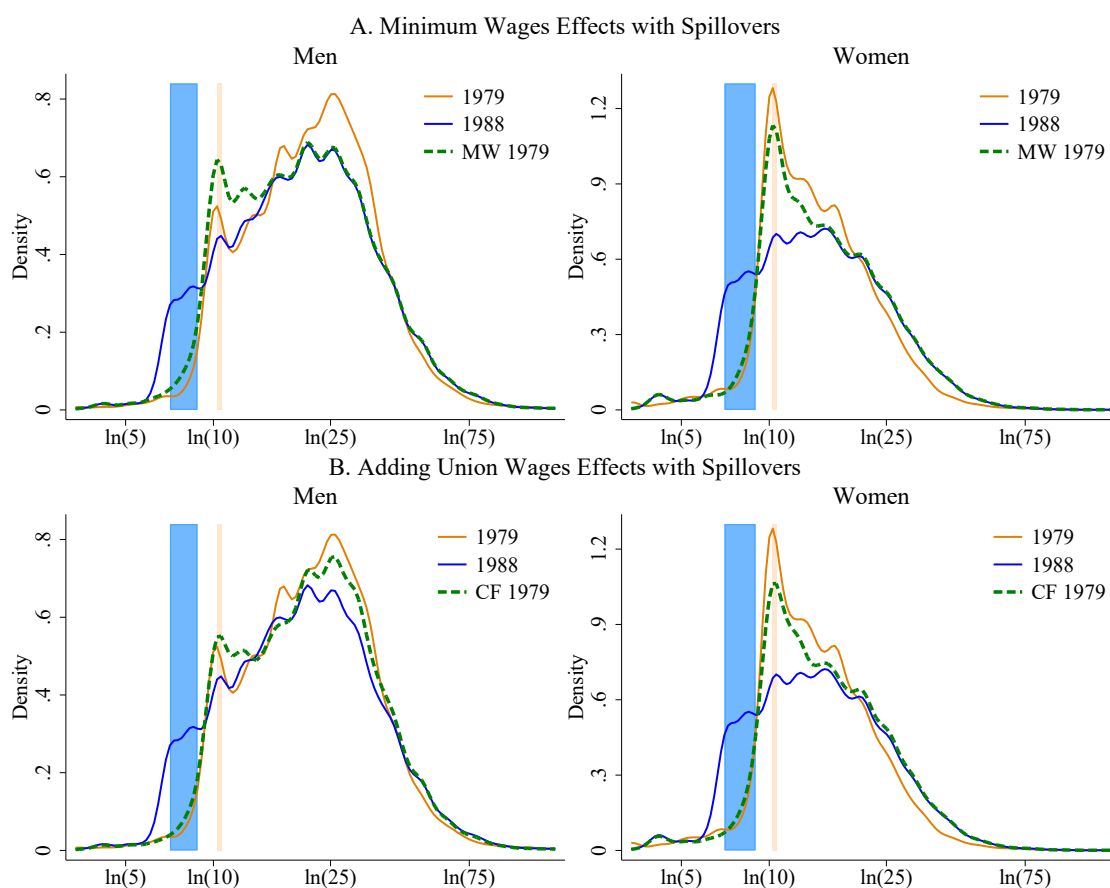 A. Minimum Wages Effects with Spillovers
Men
Density
0
.2
.4
.6
.8
1979
1988
MW 1979
ln(5)
ln(10)
ln(25)
ln(75)
Women
Density
0
.3
.6
.9
1.2
1979
1988
MW 1979
ln(5)
ln(10)
ln(25)
ln(75)
B. Adding Union Wages Effects with Spillovers
Men
Density
0
.2
.4
.6
.8
1979
1988
CF 1979
ln(5)
ln(10)
ln(25)
ln(75)
Women
Density
0
.3
.6
.9
1.2
1979
1988
CF 1979
ln(5)
ln(10)
ln(25)
ln(75)